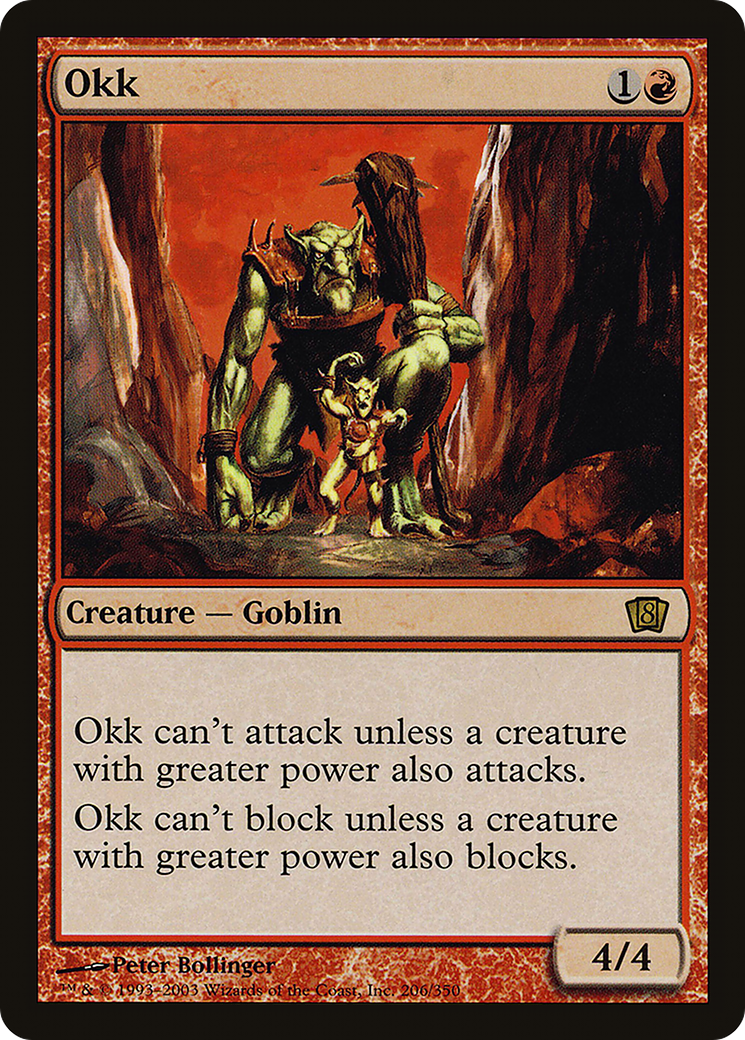 Okk 1
Creature — Goblin 8
Okk can't attack unless a creature
with greater power also attacks.
Okk can't block unless a creature
with greater power also blocks.
4/4
Peter Bollinger
™ & © 1993–2003 Wizards of the Coast, Inc. 206/350